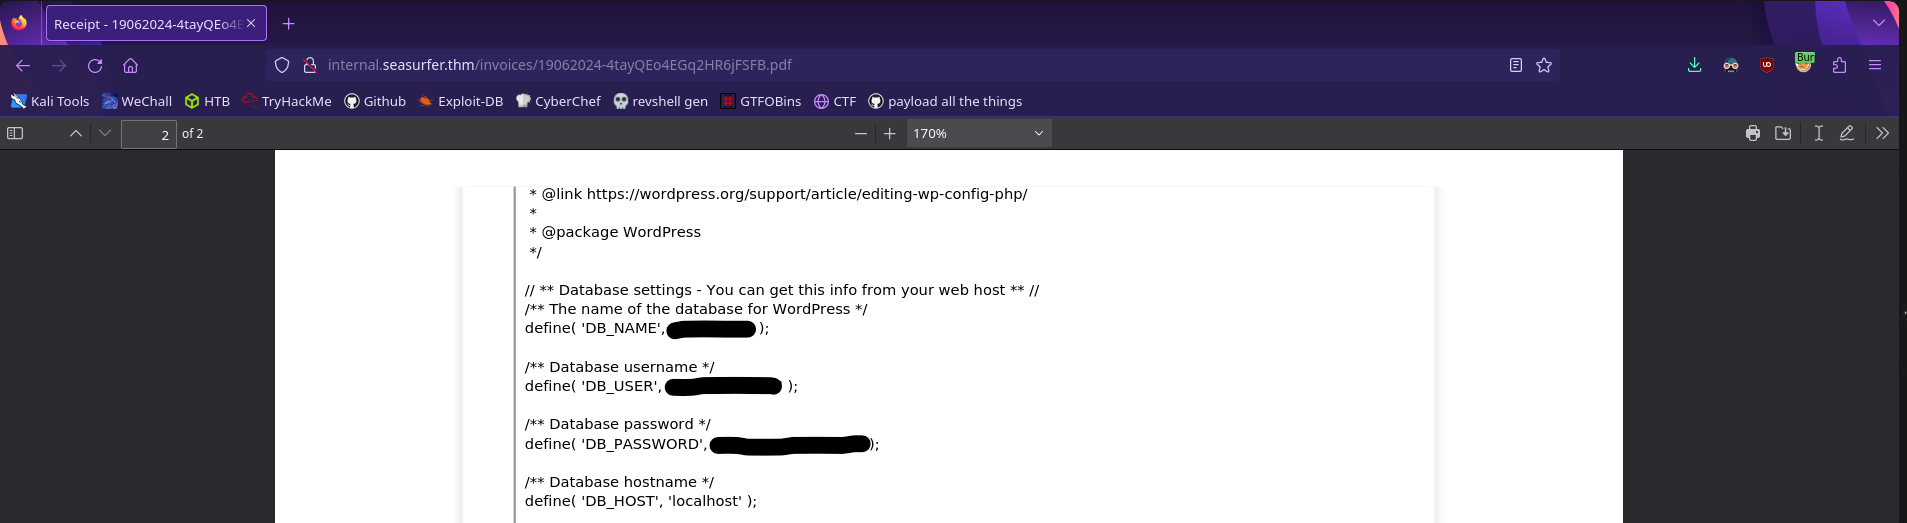 Receipt - 19062024-4tayQEo4E
internal.seasurfer.thm/invoices/19062024-4tayQEo4EGq2HR6jFSFB.pdf
Bur
Kali Tools WeChall HTB TryHackMe Github Exploit-DB CyberChef revshell gen GTFOBins CTF payload all the things
2 of 2 170%
* @link https://wordpress.org/support/article/editing-wp-config-php/
*
* @package WordPress
*/
// ** Database settings - You can get this info from your web host ** //
/** The name of the database for WordPress */
define( 'DB_NAME', );
/** Database username */
define( 'DB_USER', );
/** Database password */
define( 'DB_PASSWORD', );
/** Database hostname */
define( 'DB_HOST', 'localhost' );